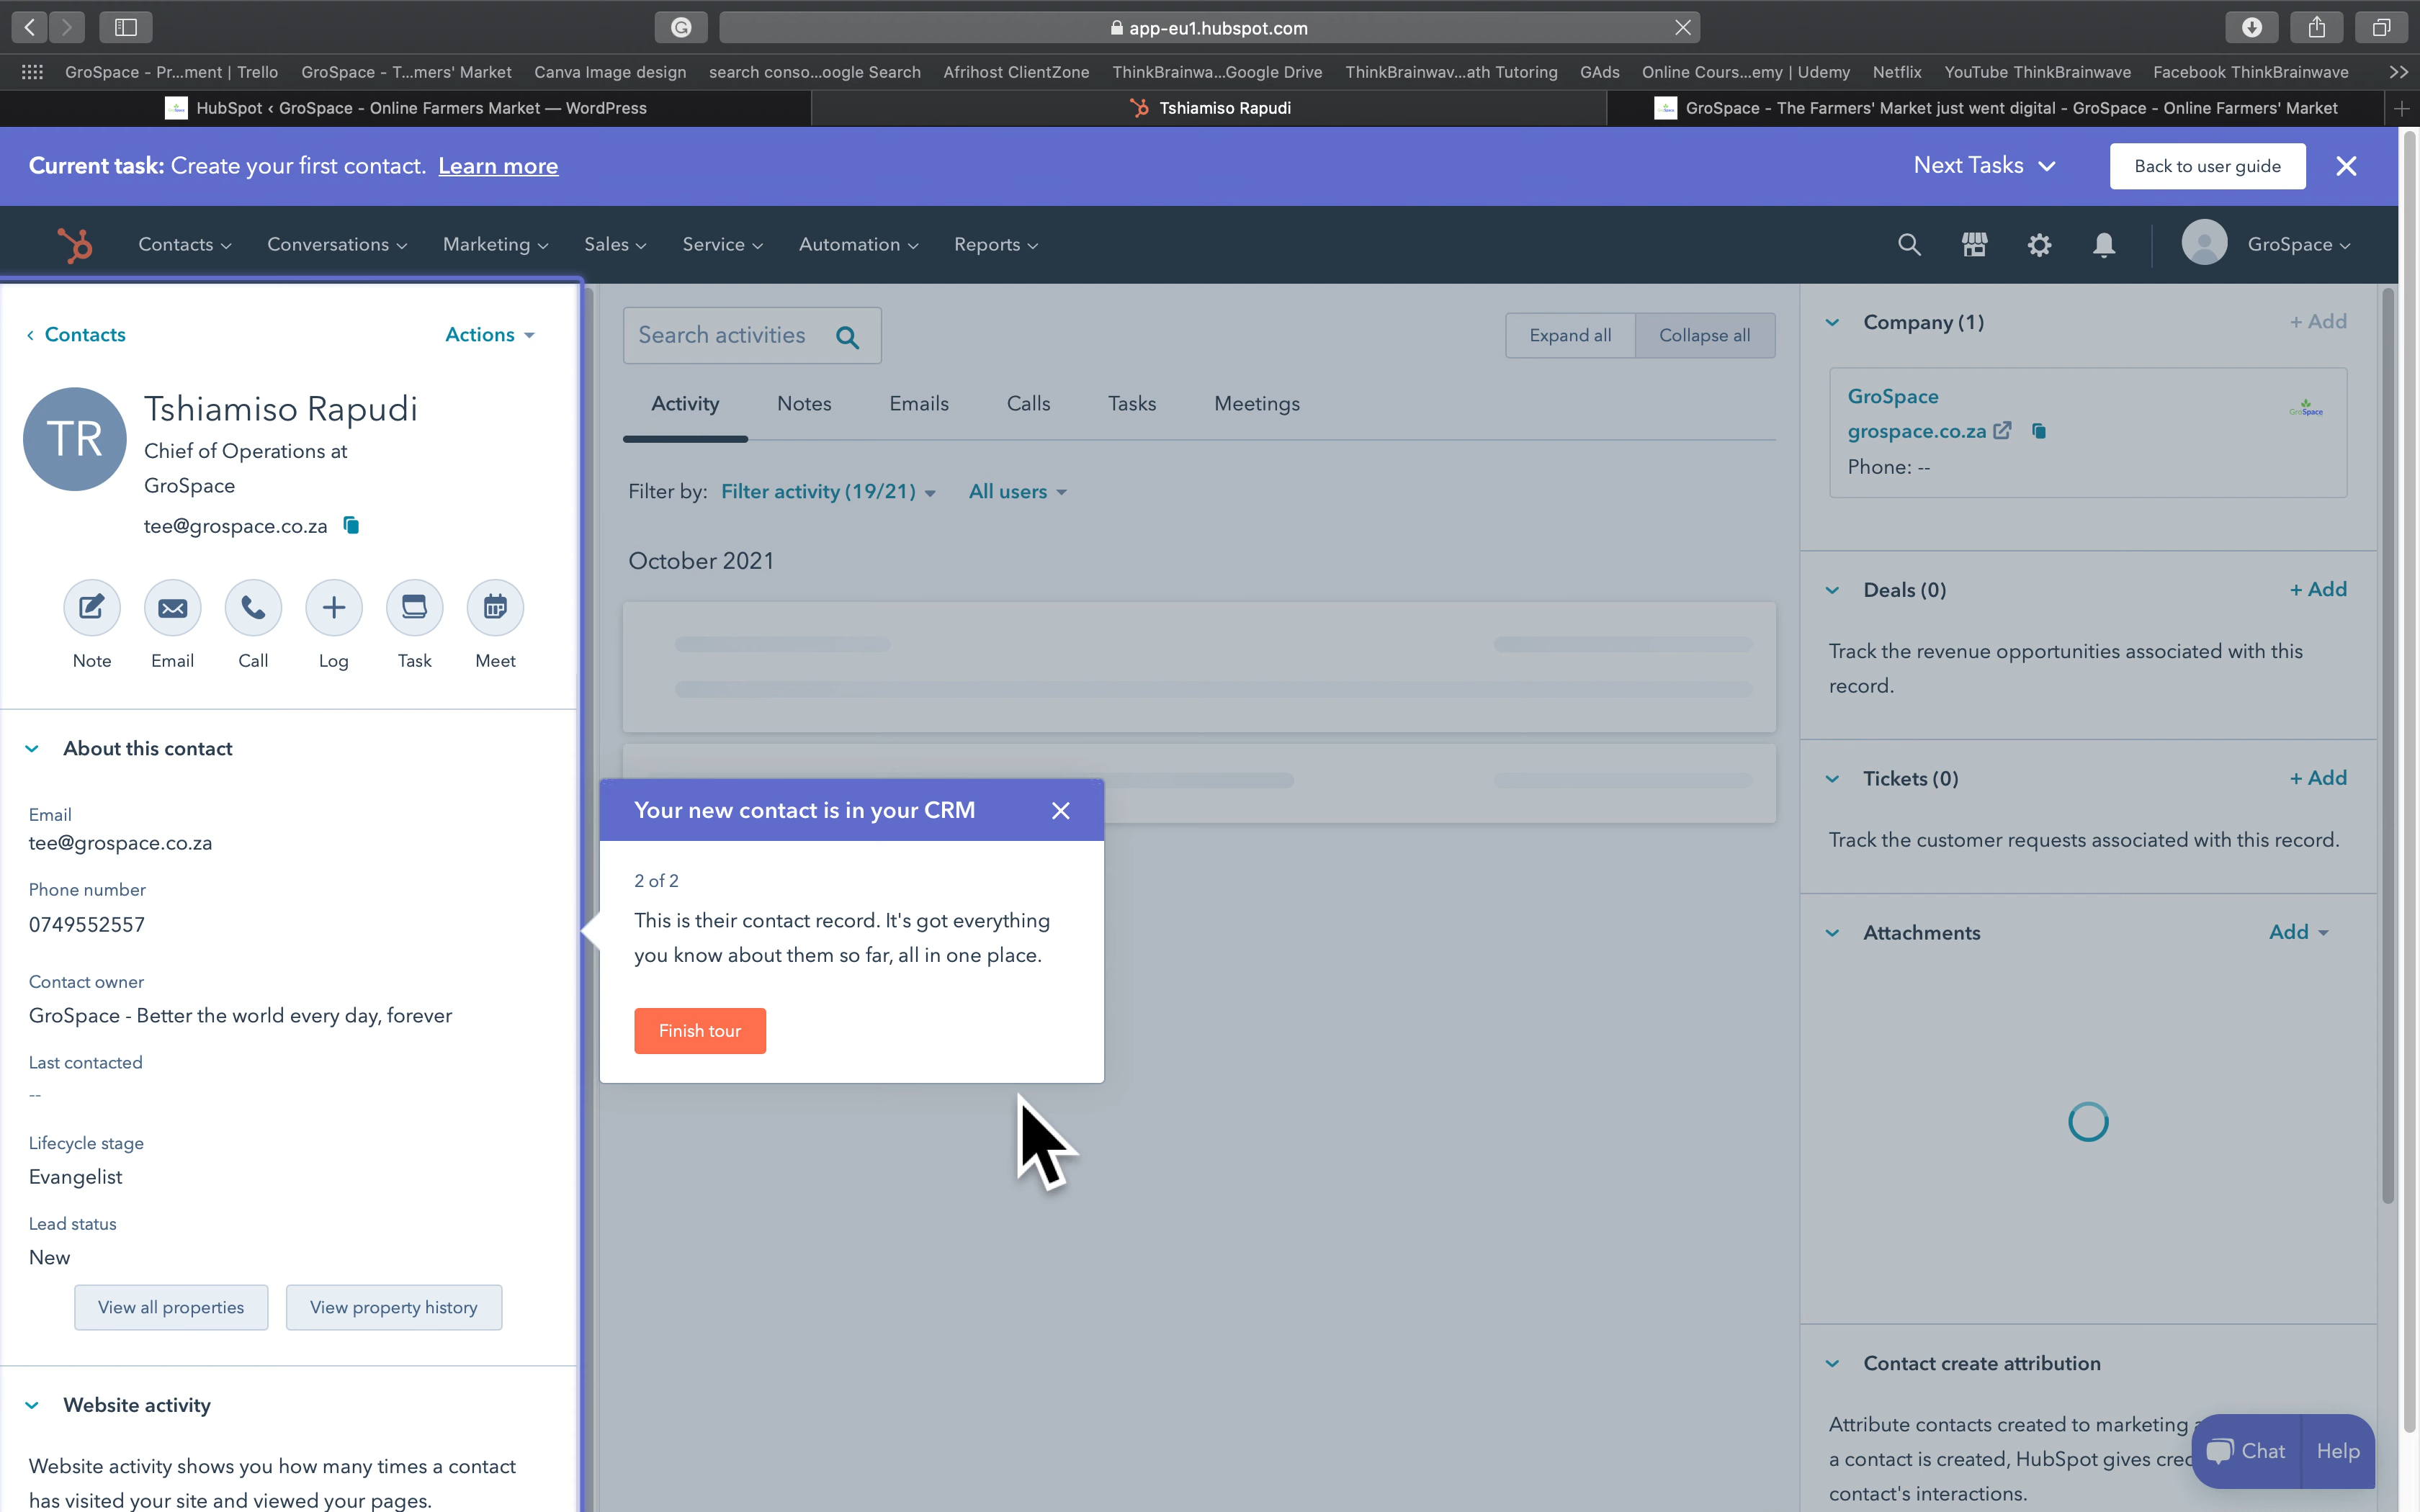 app-eu1.hubspot.com
GroSpace - Pr...ment | Trello
GroSpace - T...mers' Market
Canva Image design
search conso...oogle Search
Afrihost ClientZone
ThinkBrainwa...Google Drive
ThinkBrainwav...ath Tutoring
GAds
Online Cours...emy | Udemy
Netflix
YouTube ThinkBrainwave
Facebook ThinkBrainwave
HubSpot ‹ GroSpace - Online Farmers Market — WordPress
Tshiamiso Rapudi
GroSpace - The Farmers' Market just went digital - GroSpace - Online Farmers' Market
Current task: Create your first contact. Learn more
Next Tasks
Back to user guide
Contacts
Conversations
Marketing
Sales
Service
Automation
Reports
GroSpace
Contacts
Actions
TR
Tshiamiso Rapudi
Chief of Operations at
GroSpace
tee@grospace.co.za
Note
Email
Call
Log
Task
Meet
About this contact
Email
tee@grospace.co.za
Phone number
0749552557
Contact owner
GroSpace - Better the world every day, forever
Last contacted
--
Lifecycle stage
Evangelist
Lead status
New
View all properties
View property history
Website activity
Website activity shows you how many times a contact
has visited your site and viewed your pages.
Search activities
Expand all
Collapse all
Activity
Notes
Emails
Calls
Tasks
Meetings
Filter by: Filter activity (19/21)
All users
October 2021
Your new contact is in your CRM
2 of 2
This is their contact record. It's got everything
you know about them so far, all in one place.
Finish tour
Company (1)
+ Add
GroSpace
grospace.co.za
Phone: --
GroSpace
Deals (0)
+ Add
Track the revenue opportunities associated with this
record.
Tickets (0)
+ Add
Track the customer requests associated with this record.
Attachments
Add
Contact create attribution
Attribute contacts created to marketing
a contact is created, HubSpot gives
contact's interactions.
Chat
Help